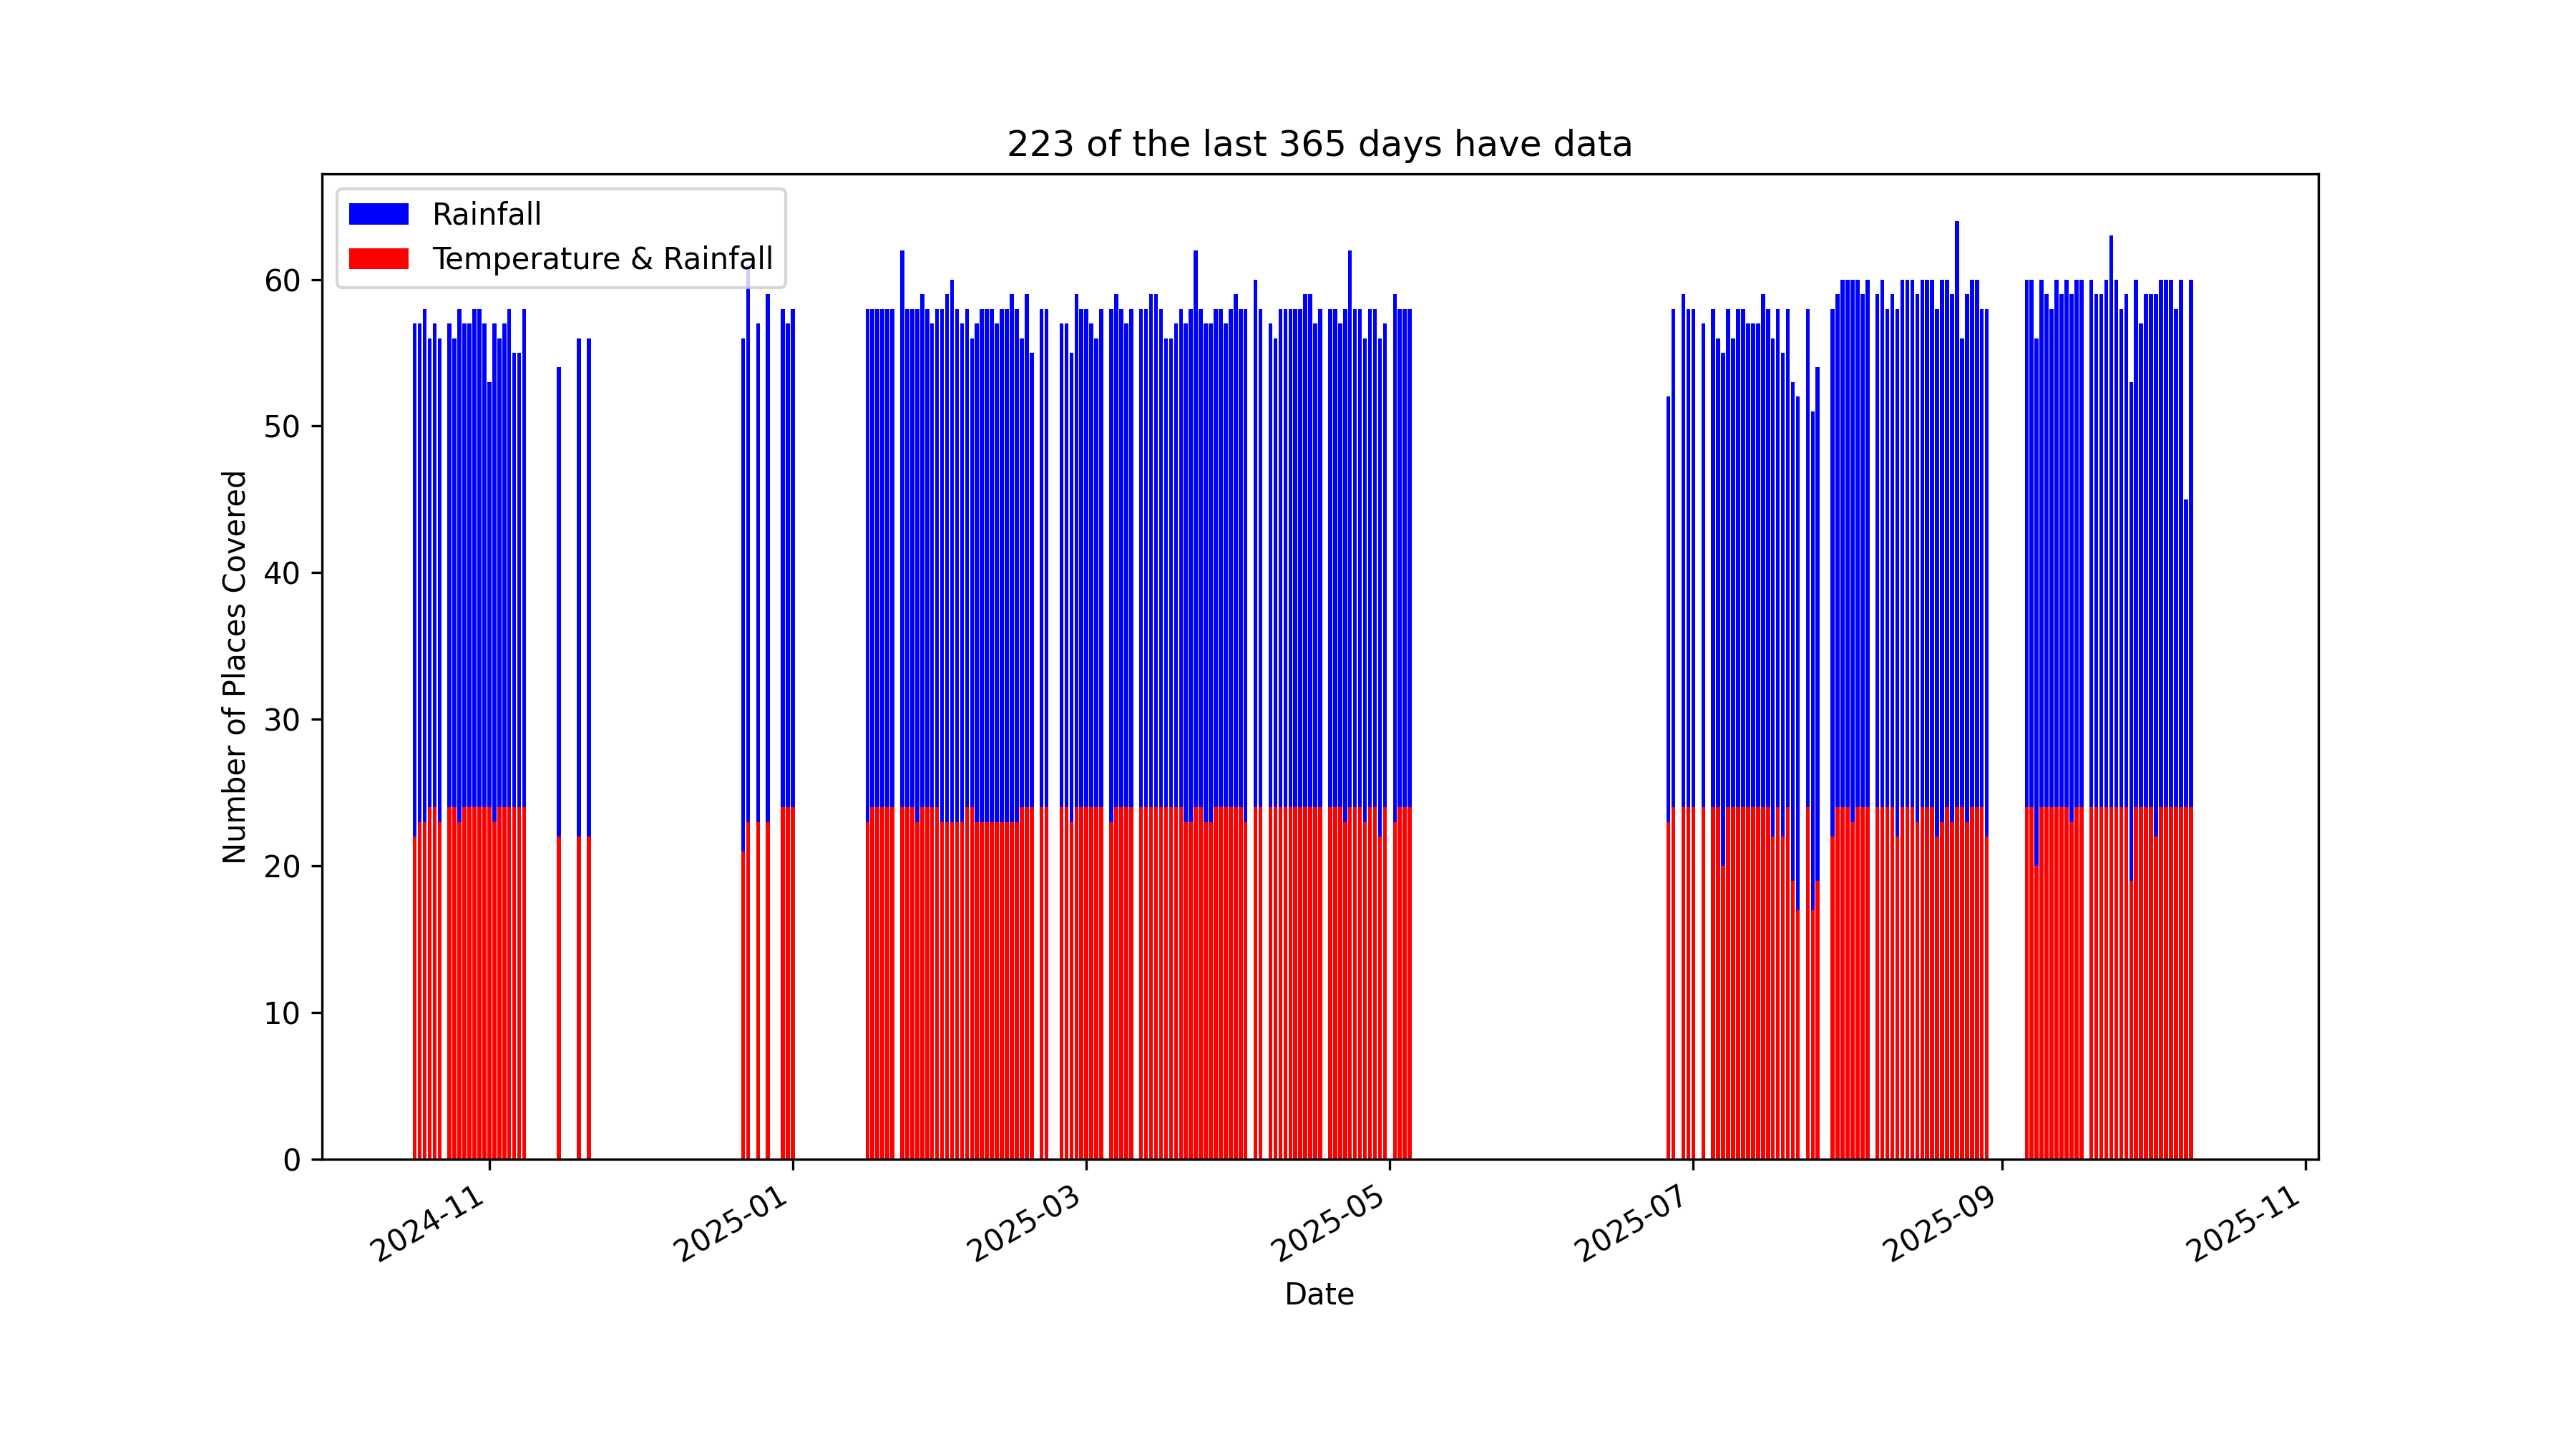 223 of the last 365 days have data
Rainfall
Temperature & Rainfall
60
50
40
30
20
10
0
Number of Places Covered
2024-11
2025-01
2025-03
2025-05
2025-07
2025-09
2025-11
Date